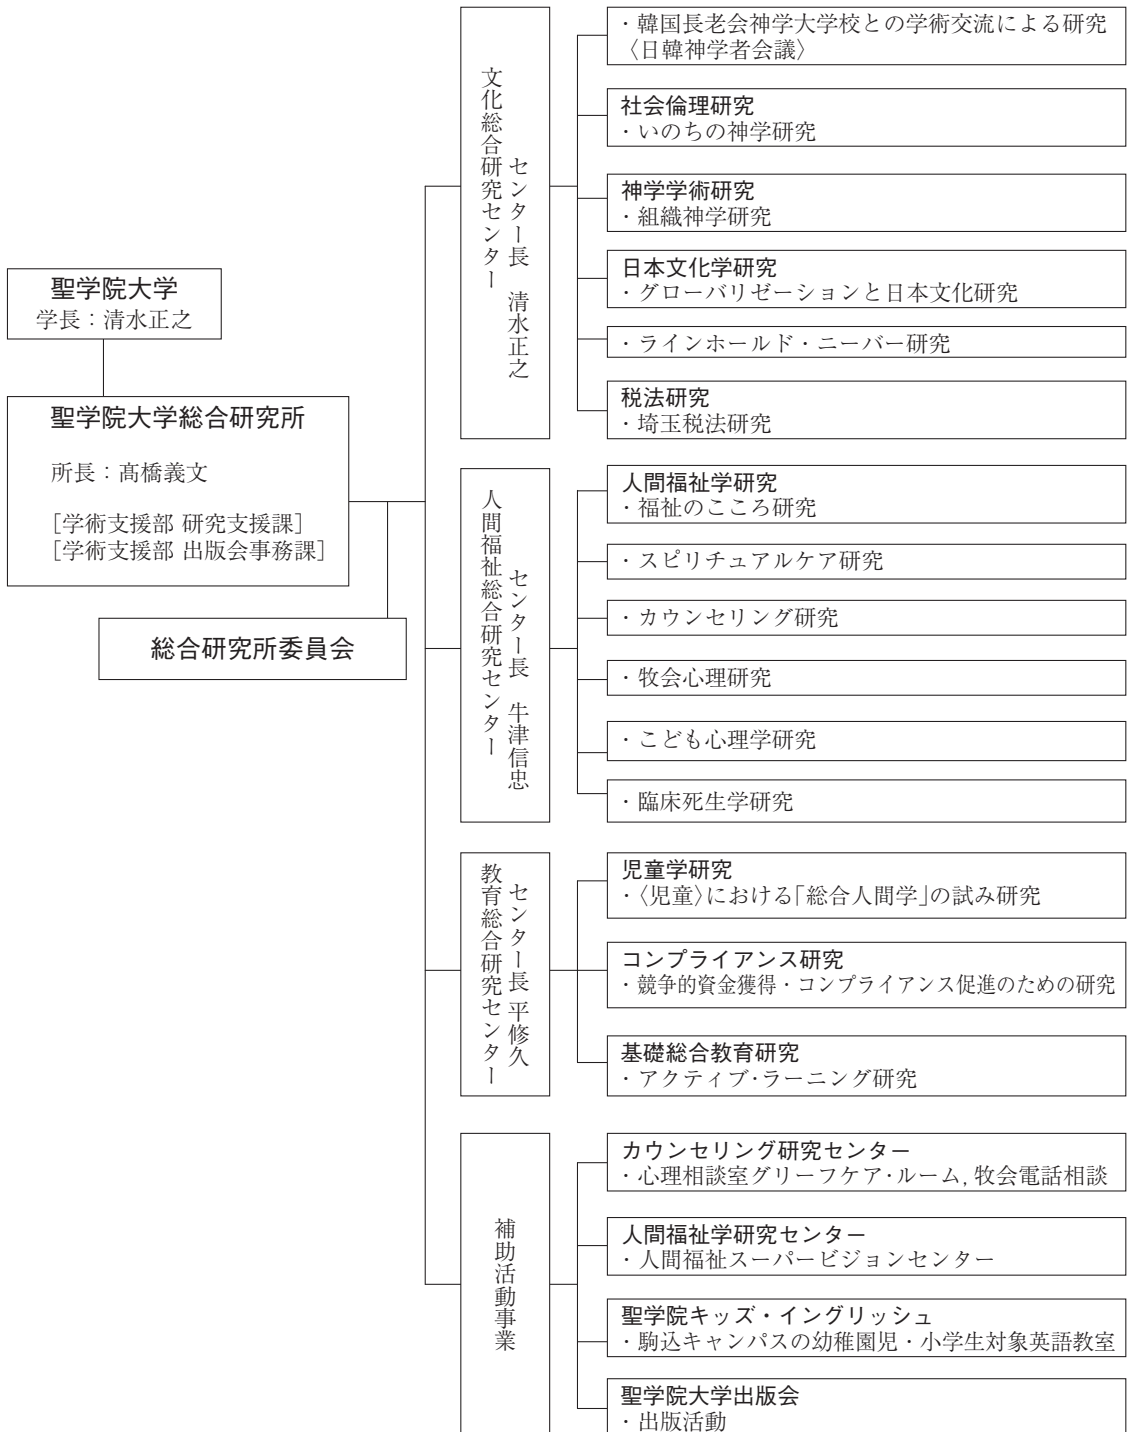 聖学院大学
学長：清水正之
聖学院大学総合研究所
所長：髙橋義文
［学術支援部 研究支援課］
［学術支援部 出版会事務課］
総合研究所委員会
文化総合研究センター
センター長　清水正之
・韓国長老会神学大学校との学術交流による研究
〈日韓神学者会議〉
社会倫理研究
・いのちの神学研究
神学学術研究
・組織神学研究
日本文化学研究
・グローバリゼーションと日本文化研究
・ラインホールド・ニーバー研究
税法研究
・埼玉税法研究
人間福祉総合研究センター
センター長　牛津信忠
人間福祉学研究
・福祉のこころ研究
・スピリチュアルケア研究
・カウンセリング研究
・牧会心理研究
・こども心理学研究
・臨床死生学研究
教育総合研究センター
センター長 平修久
児童学研究
・〈児童〉における「総合人間学」の試み研究
コンプライアンス研究
・競争的資金獲得・コンプライアンス促進のための研究
基礎総合教育研究
・アクティブ・ラーニング研究
補助活動事業
カウンセリング研究センター
・心理相談室グリーフケア・ルーム, 牧会電話相談
人間福祉学研究センター
・人間福祉スーパービジョンセンター
聖学院キッズ・イングリッシュ
・駒込キャンパスの幼稚園児・小学生対象英語教室
聖学院大学出版会
・出版活動